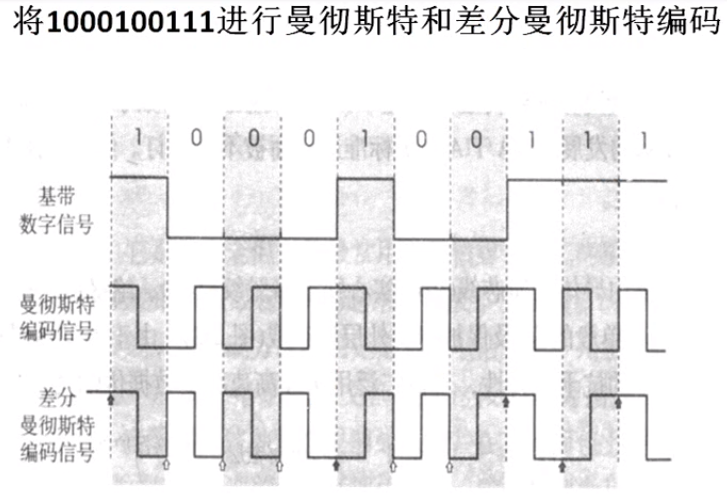 将1000100111进行曼彻斯特和差分曼彻斯特编码
1 0 0 0 1 0 0 1 1 1
基带
数字信号
曼彻斯特
编码信号
差分
曼彻斯特
编码信号